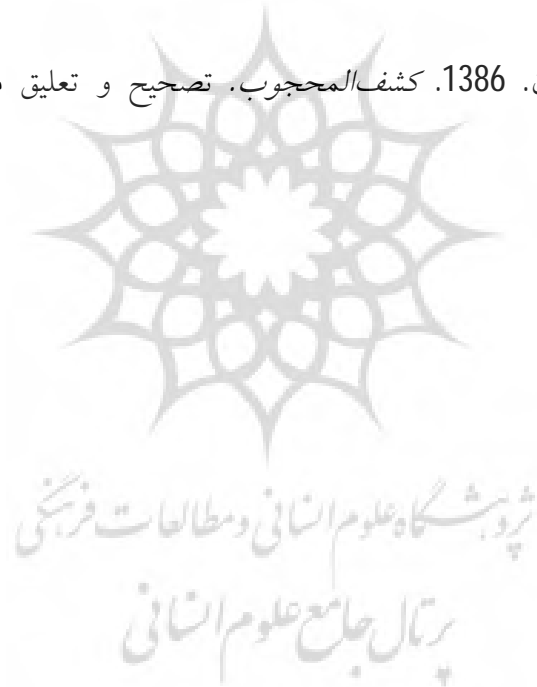 . 1386. کشف‌المحجوب. تصحیح و تعلیق
پژوهشگاه علوم انسانی و مطالعات فرهنگی
پرتال جامع علوم انسانی